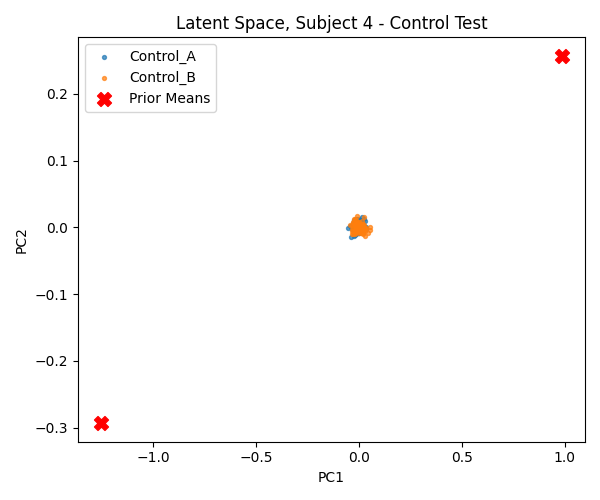 Latent Space, Subject 4 - Control Test
Control_A
Control_B
Prior Means
0.2
0.1
0.0
−0.1
−0.2
−0.3
PC2
−1.0
−0.5
0.0
0.5
1.0
PC1